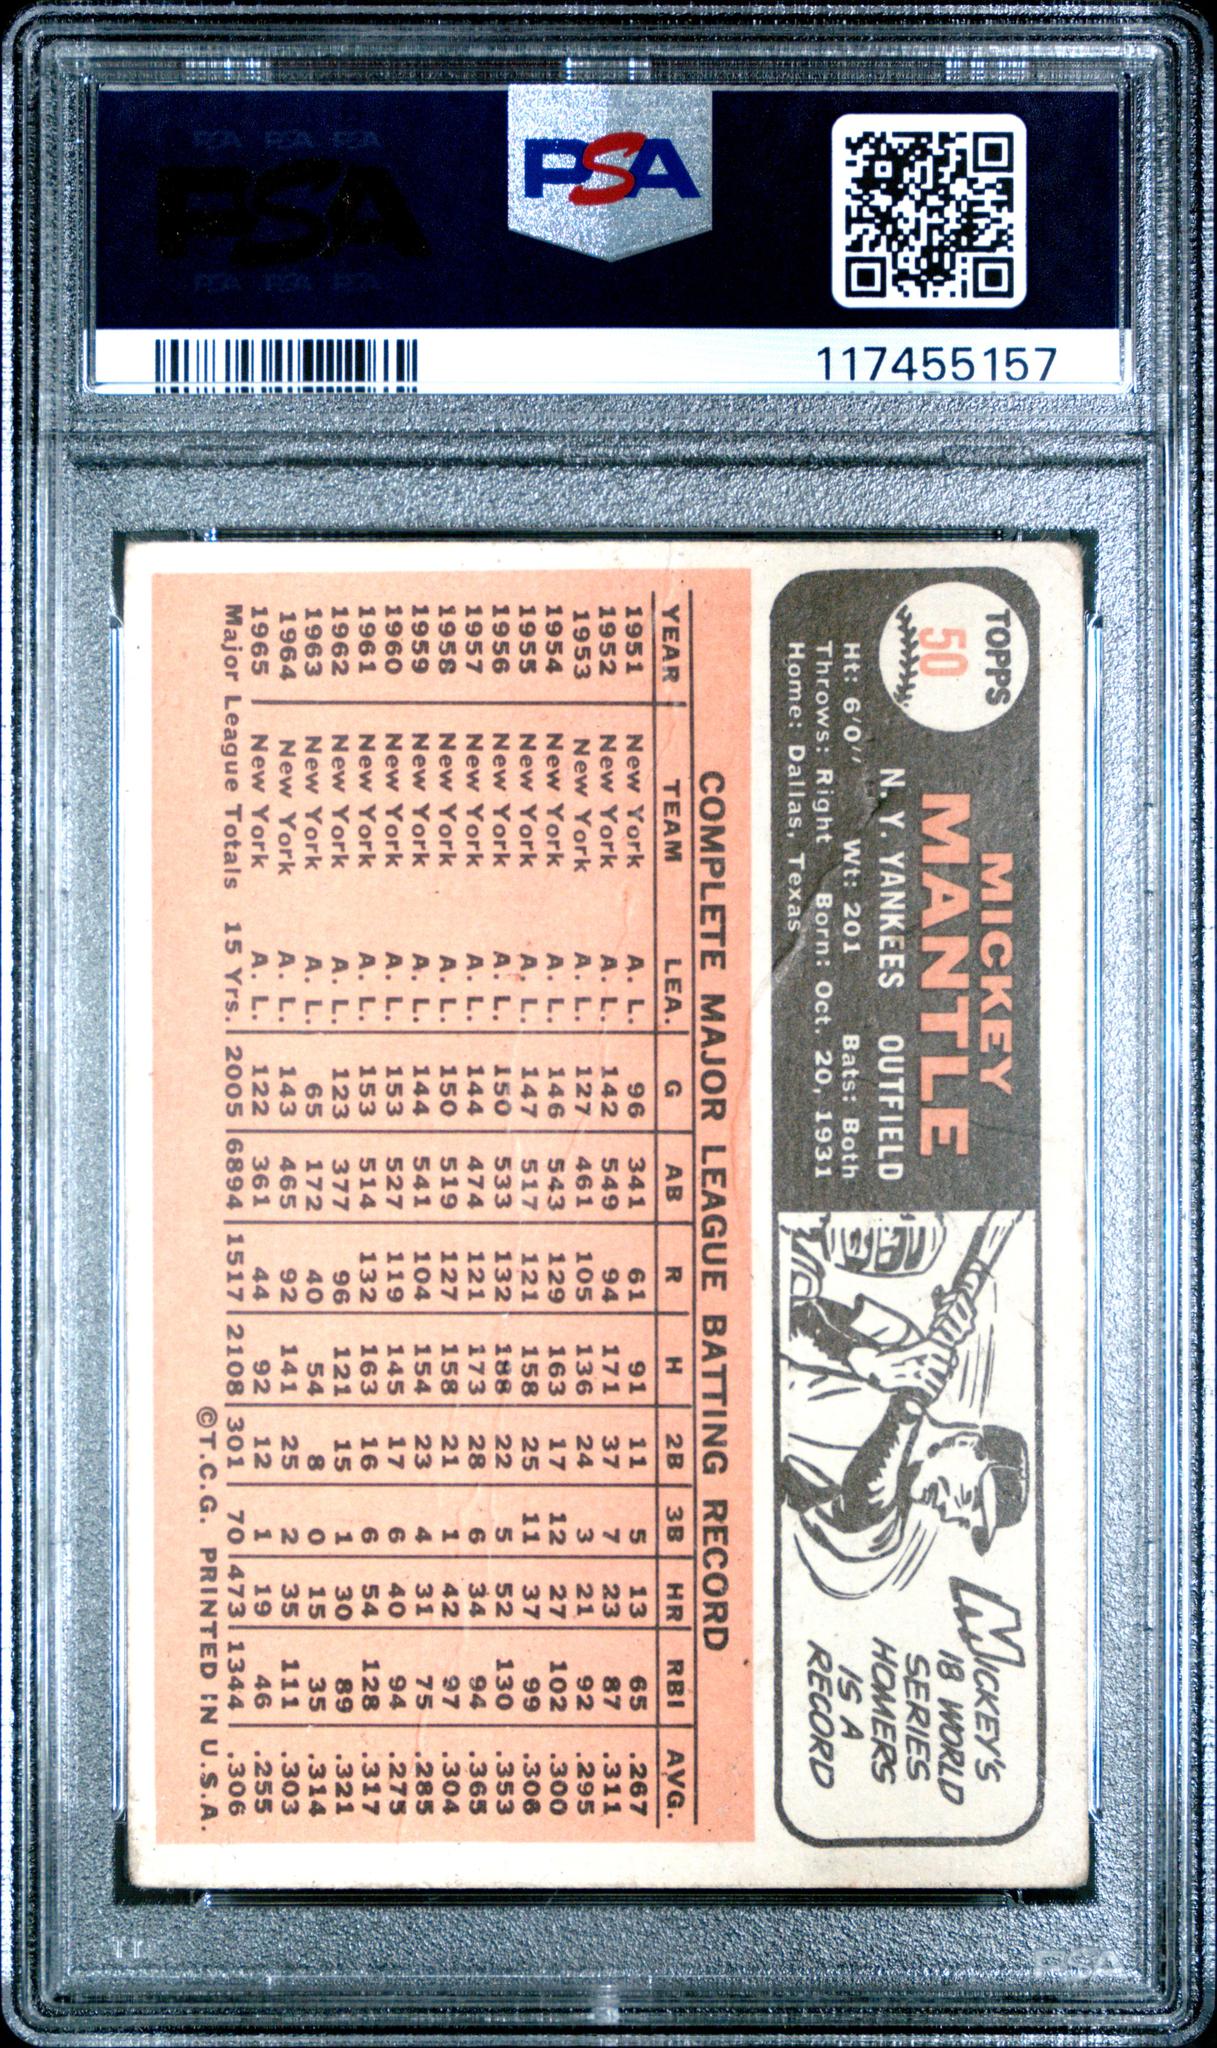 PSA PSA PSA
PSA
PSA PSA PSA
PSA
117455157
TOPPS
50
MICKEY
MANTLE
N. Y. YANKEES OUTFIELD
Ht: 6'0" Wt: 201 Bats: Both
Throws: Right Born: Oct. 20, 1931
Home: Dallas, Texas
MICKEY'S
18 WORLD
SERIES
HOMERS
IS A
RECORD
COMPLETE MAJOR LEAGUE BATTING RECORD
YEAR TEAM LEA. G AB R H 2B 3B HR RBI AVG.
1951 New York A. L. 96 341 61 91 11 5 13 65 .267
1952 New York A. L. 142 549 94 171 37 7 23 87 .311
1953 New York A. L. 127 461 105 136 24 3 21 92 .295
1954 New York A. L. 146 543 129 163 17 12 27 102 .300
1955 New York A. L. 147 517 121 158 25 11 37 99 .306
1956 New York A. L. 150 533 132 188 22 5 52 130 .353
1957 New York A. L. 144 474 121 173 28 6 34 94 .365
1958 New York A. L. 150 519 127 158 21 1 42 97 .304
1959 New York A. L. 144 541 104 154 23 4 31 75 .285
1960 New York A. L. 153 527 119 145 17 6 40 94 .275
1961 New York A. L. 153 514 132 163 16 6 54 128 .317
1962 New York A. L. 123 377 96 121 15 1 30 89 .321
1963 New York A. L. 65 172 40 54 8 0 15 35 .314
1964 New York A. L. 143 465 92 141 25 2 35 111 .303
1965 New York A. L. 122 361 44 92 12 1 19 46 .255
Major League Totals 15 Yrs. 2005 6894 1517 2108 301 70 473 1344 .306
©T.C.G. PRINTED IN U.S.A.
PSA